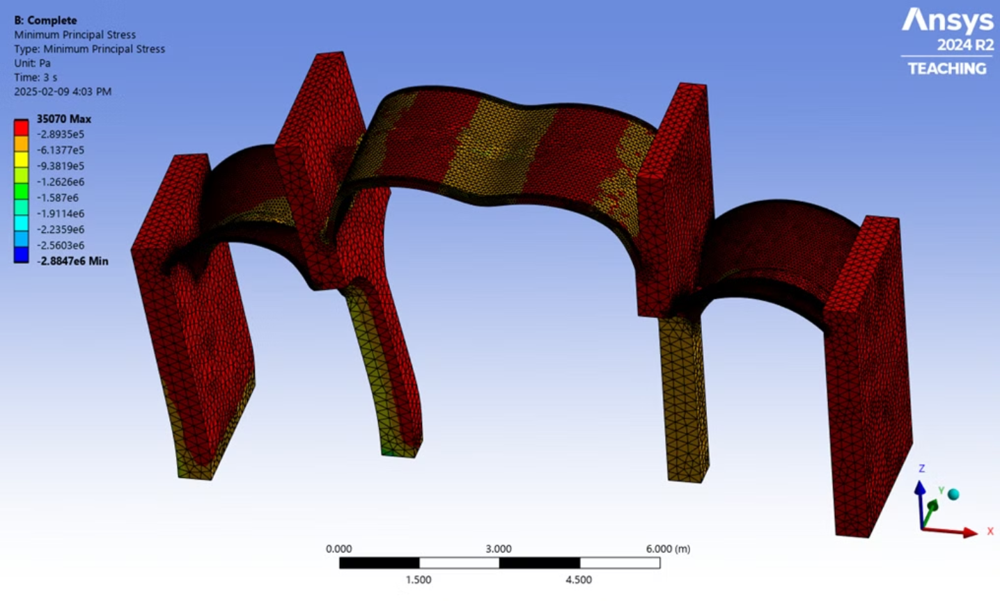 B: Complete
Minimum Principal Stress
Type: Minimum Principal Stress
Unit: Pa
Time: 3 s
2025-02-09 4:03 PM
35070 Max
-2.8935e5
-6.1377e5
-9.3819e5
-1.2626e6
-1.587e6
-1.9114e6
-2.2359e6
-2.5603e6
-2.8847e6 Min
Ansys
2024 R2
TEACHING
Z
Y
X
0.000 3.000 6.000 (m)
1.500 4.500